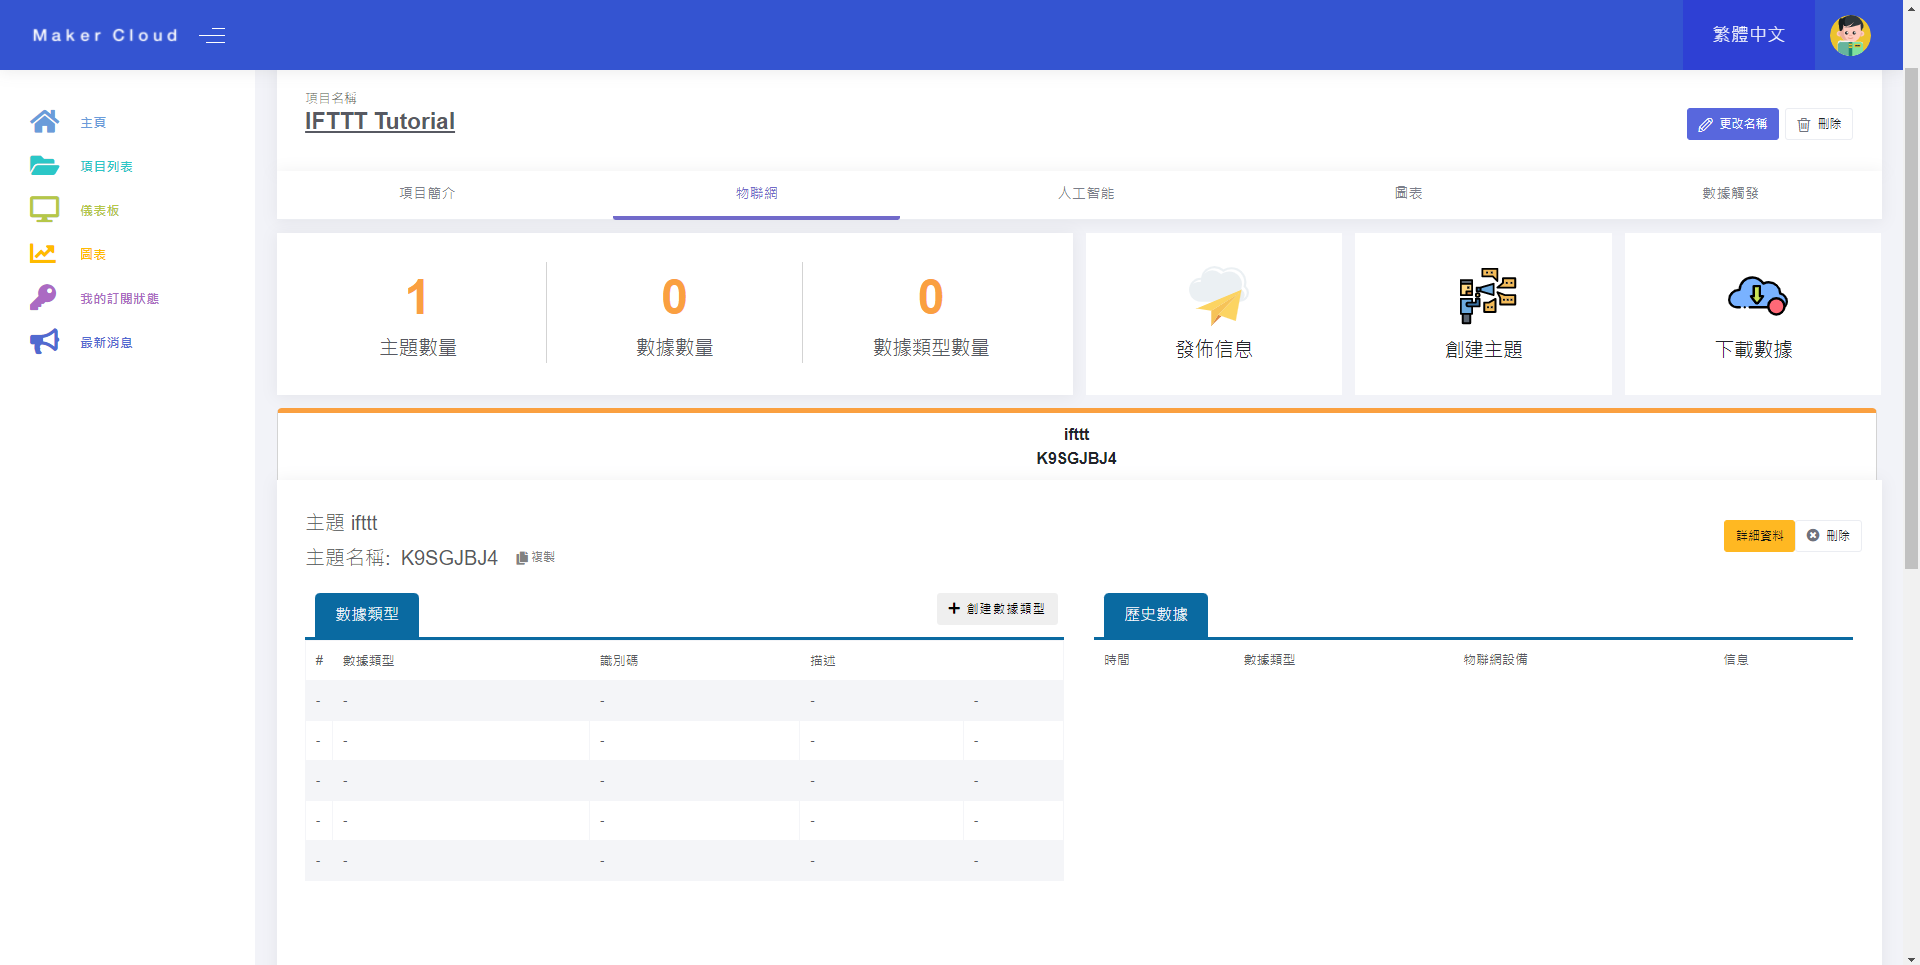 Maker Cloud
繁體中文
主頁
項目列表
儀表板
圖表
我的訂閱狀態
最新消息
項目名稱
IFTTT Tutorial
更改名稱
刪除
項目簡介
物聯網
人工智能
圖表
數據觸發
1
主題數量
0
數據數量
0
數據類型數量
發佈信息
創建主題
下載數據
ifttt
K9SGJBJ4
主題 ifttt
主題名稱: K9SGJBJ4 複製
詳細資料
刪除
數據類型
創建數據類型
# 數據類型 識別碼 描述
- - - - -
- - - - -
- - - - -
- - - - -
- - - - -
歷史數據
時間 數據類型 物聯網設備 信息